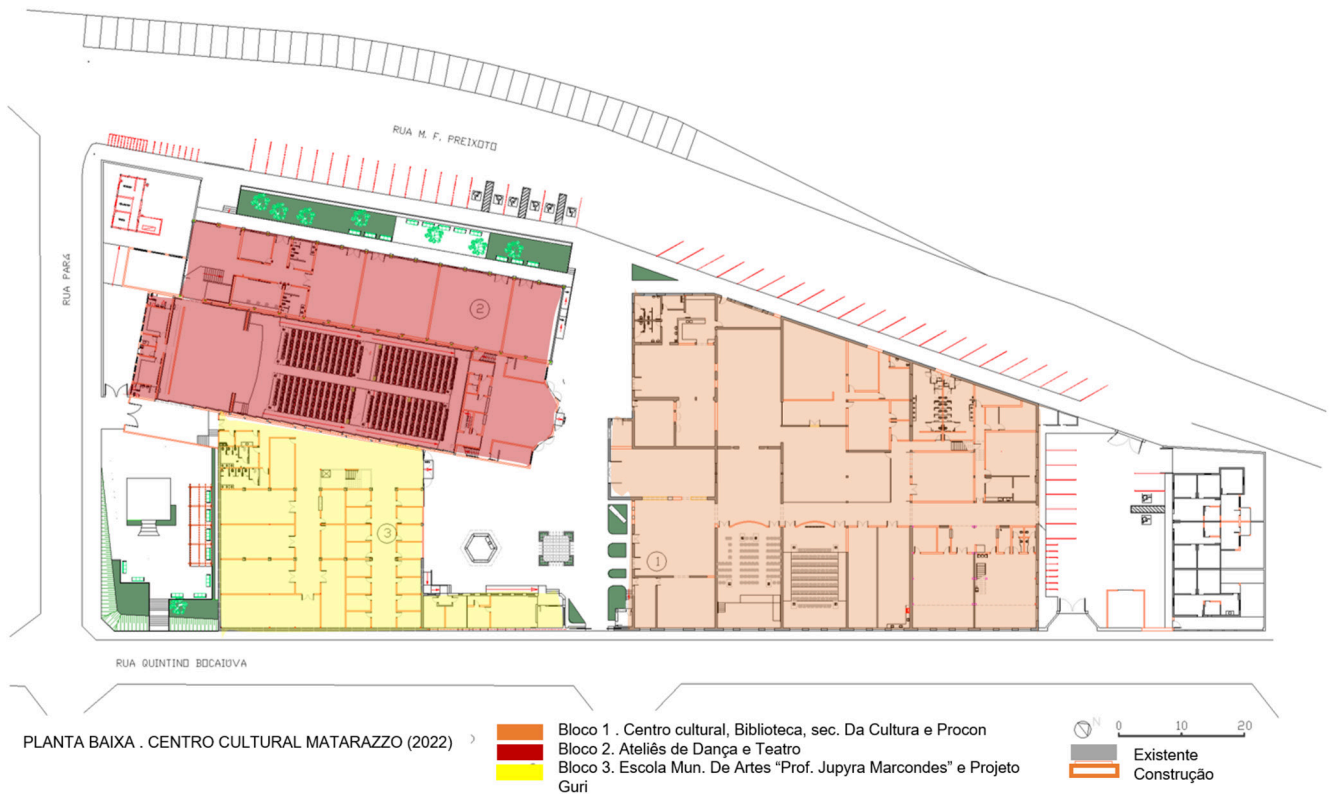 RUA M. F. PREIXOTO
RUA PARÁ
2
3
1
RUA QUINTINO BOCAIUVA
PLANTA BAIXA . CENTRO CULTURAL MATARAZZO (2022)
Bloco 1 . Centro cultural, Biblioteca, sec. Da Cultura e Procon
Bloco 2. Ateliês de Dança e Teatro
Bloco 3. Escola Mun. De Artes “Prof. Jupyra Marcondes” e Projeto
Guri
N
0 10 20
Existente
Construção